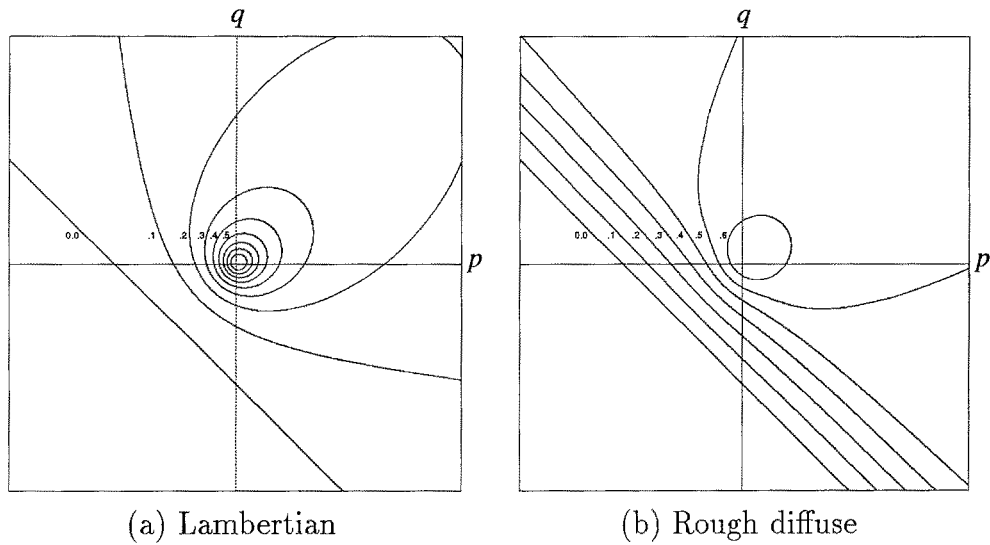 q q
0.0 .1 .2 .3 .4 .5 0.0 .1 .2 .3 .4 .5 .6
p p
(a) Lambertian (b) Rough diffuse